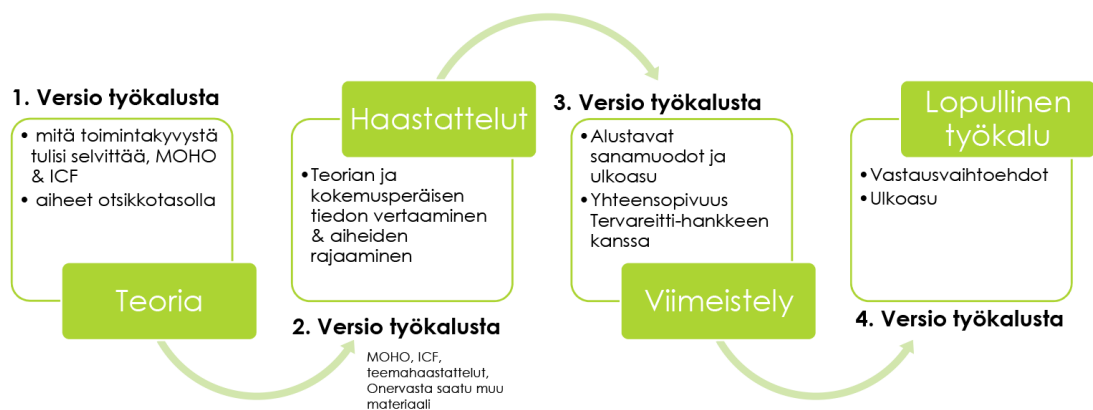 1. Versio työkalusta
• mitä toimintakyvystä
tulisi selvittää, MOHO
& ICF
• aiheet otsikkotasolla
Teoria
Haastattelut
• Teorian ja
kokemusperäisen
tiedon vertaaminen
& aiheiden
rajaaminen
2. Versio työkalusta
MOHO, ICF,
teemahaastattelut,
Onervasta saatu muu
materiaali
3. Versio työkalusta
• Alustavat
sanamuodot ja
ulkoasu
• Yhteensopivuus
Tervareitti-hankkeen
kanssa
Viimeistely
Lopullinen
työkalu
• Vastausvaihtoehdot
• Ulkoasu
4. Versio työkalusta